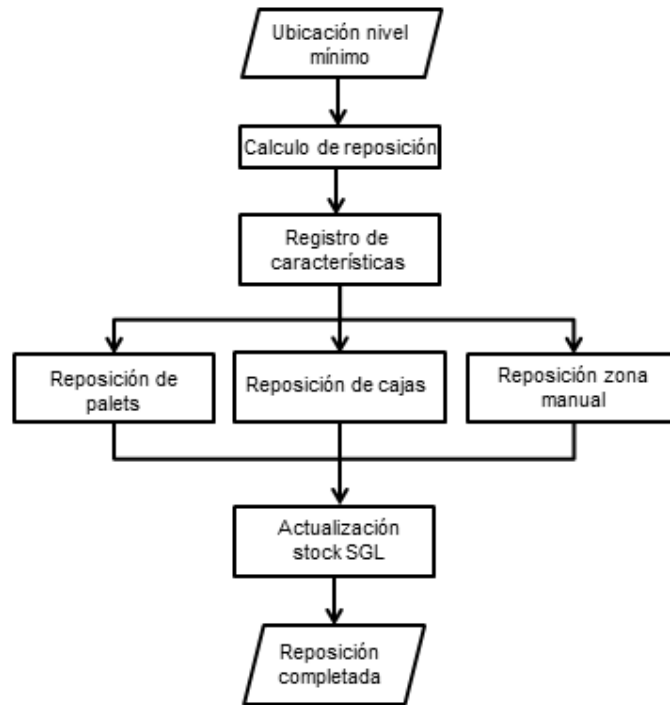 Ubicación nivel
mínimo
Calculo de reposición
Registro de
características
Reposición de
palets
Reposición de cajas
Reposición zona
manual
Actualización
stock SGL
Reposición
completada